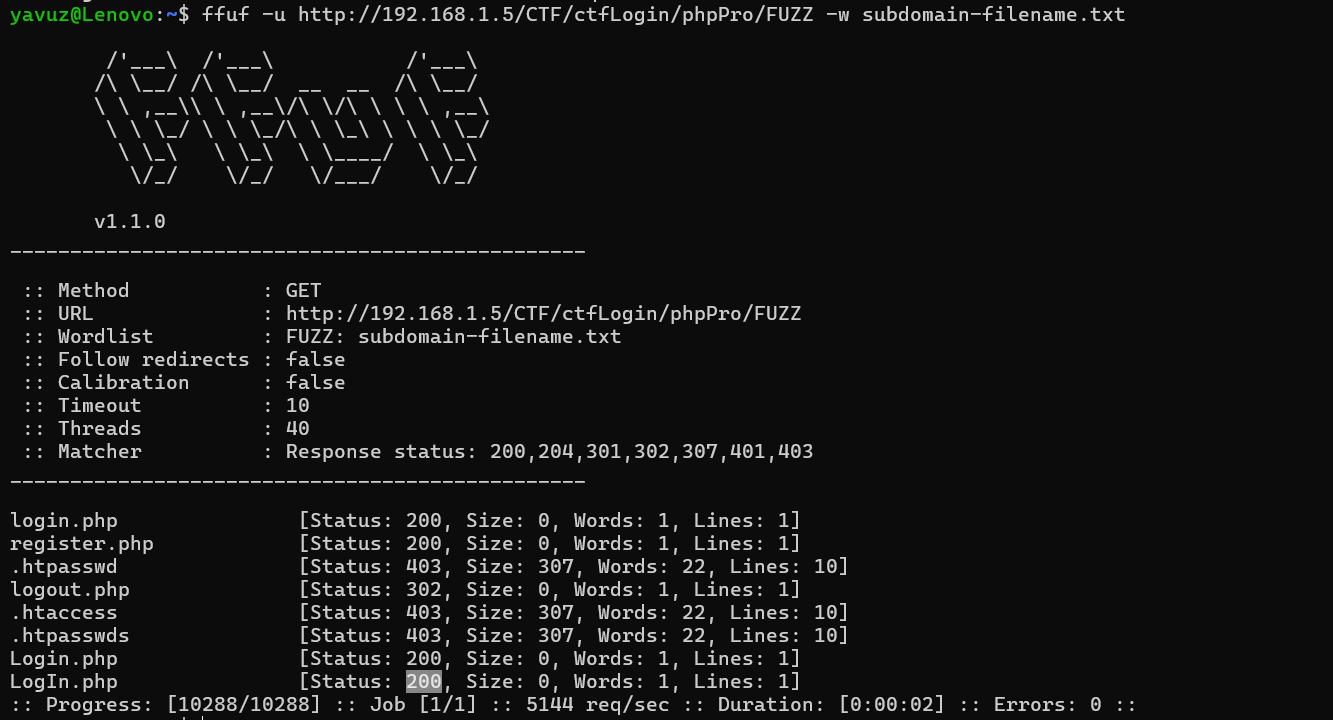 yavuz@Lenovo:~$ ffuf -u http://192.168.1.5/CTF/ctfLogin/phpPro/FUZZ -w subdomain-filename.txt
        /'___\  /'___\           /'___\
       /\ \__/ /\ \__/  __  __  /\ \__/
       \ \ ,__\\ \ ,__\/\ \/\ \ \ \ ,__\
        \ \ \_/ \ \ \_/\ \ \_\ \ \ \ \_/
         \ \_\   \ \_\  \ \____/  \ \_\
          \/_/    \/_/   \/___/    \/_/
       v1.1.0
________________________________________________
 :: Method           : GET
 :: URL              : http://192.168.1.5/CTF/ctfLogin/phpPro/FUZZ
 :: Wordlist         : FUZZ: subdomain-filename.txt
 :: Follow redirects : false
 :: Calibration      : false
 :: Timeout          : 10
 :: Threads          : 40
 :: Matcher          : Response status: 200,204,301,302,307,401,403
________________________________________________
login.php               [Status: 200, Size: 0, Words: 1, Lines: 1]
register.php            [Status: 200, Size: 0, Words: 1, Lines: 1]
.htpasswd               [Status: 403, Size: 307, Words: 22, Lines: 10]
logout.php              [Status: 302, Size: 0, Words: 1, Lines: 1]
.htaccess               [Status: 403, Size: 307, Words: 22, Lines: 10]
.htpasswds              [Status: 403, Size: 307, Words: 22, Lines: 10]
Login.php               [Status: 200, Size: 0, Words: 1, Lines: 1]
LogIn.php               [Status: 200, Size: 0, Words: 1, Lines: 1]
:: Progress: [10288/10288] :: Job [1/1] :: 5144 req/sec :: Duration: [0:00:02] :: Errors: 0 ::